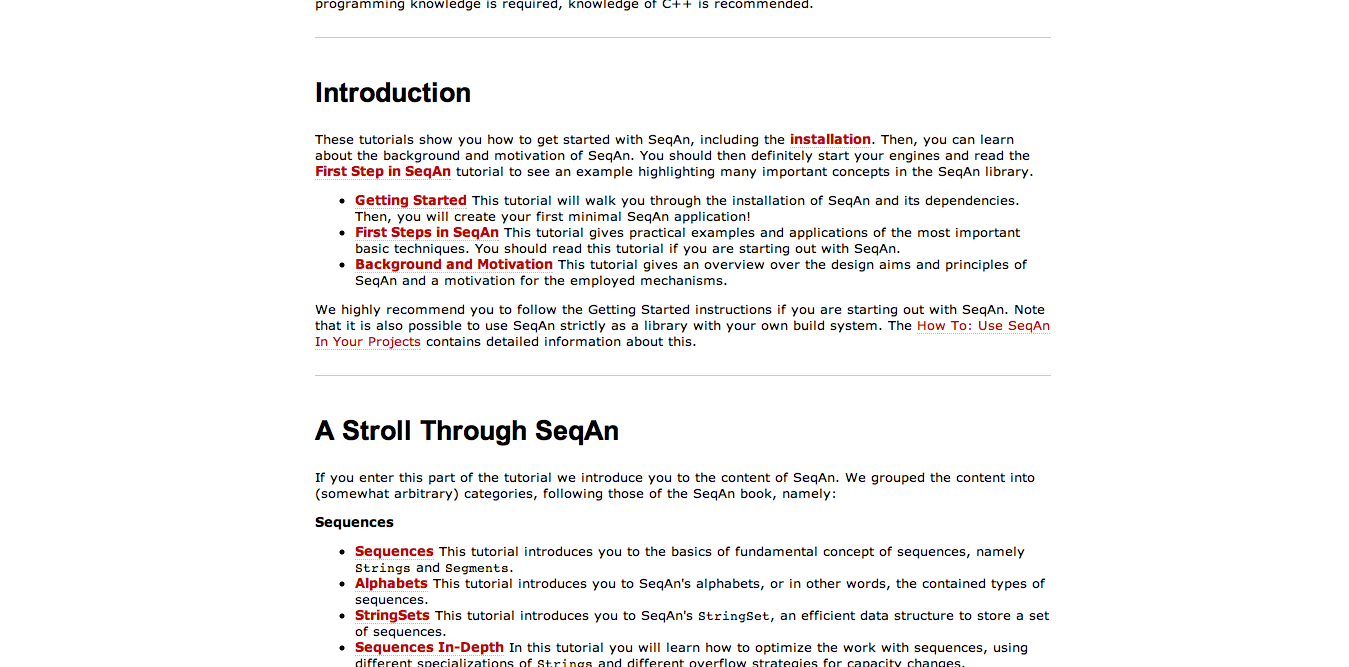 programming knowledge is required, knowledge of C++ is recommended.
Introduction
These tutorials show you how to get started with SeqAn, including the installation. Then, you can learn
about the background and motivation of SeqAn. You should then definitely start your engines and read the
First Step in SeqAn tutorial to see an example highlighting many important concepts in the SeqAn library.
• Getting Started This tutorial will walk you through the installation of SeqAn and its dependencies.
Then, you will create your first minimal SeqAn application!
• First Steps in SeqAn This tutorial gives practical examples and applications of the most important
basic techniques. You should read this tutorial if you are starting out with SeqAn.
• Background and Motivation This tutorial gives an overview over the design aims and principles of
SeqAn and a motivation for the employed mechanisms.
We highly recommend you to follow the Getting Started instructions if you are starting out with SeqAn. Note
that it is also possible to use SeqAn strictly as a library with your own build system. The How To: Use SeqAn
In Your Projects contains detailed information about this.
A Stroll Through SeqAn
If you enter this part of the tutorial we introduce you to the content of SeqAn. We grouped the content into
(somewhat arbitrary) categories, following those of the SeqAn book, namely:
Sequences
• Sequences This tutorial introduces you to the basics of fundamental concept of sequences, namely
Strings and Segments.
• Alphabets This tutorial introduces you to SeqAn's alphabets, or in other words, the contained types of
sequences.
• StringSets This tutorial introduces you to SeqAn's StringSet, an efficient data structure to store a set
of sequences.
• Sequences In-Depth In this tutorial you will learn how to optimize the work with sequences, using
different specializations of Strings and different overflow strategies for capacity changes.